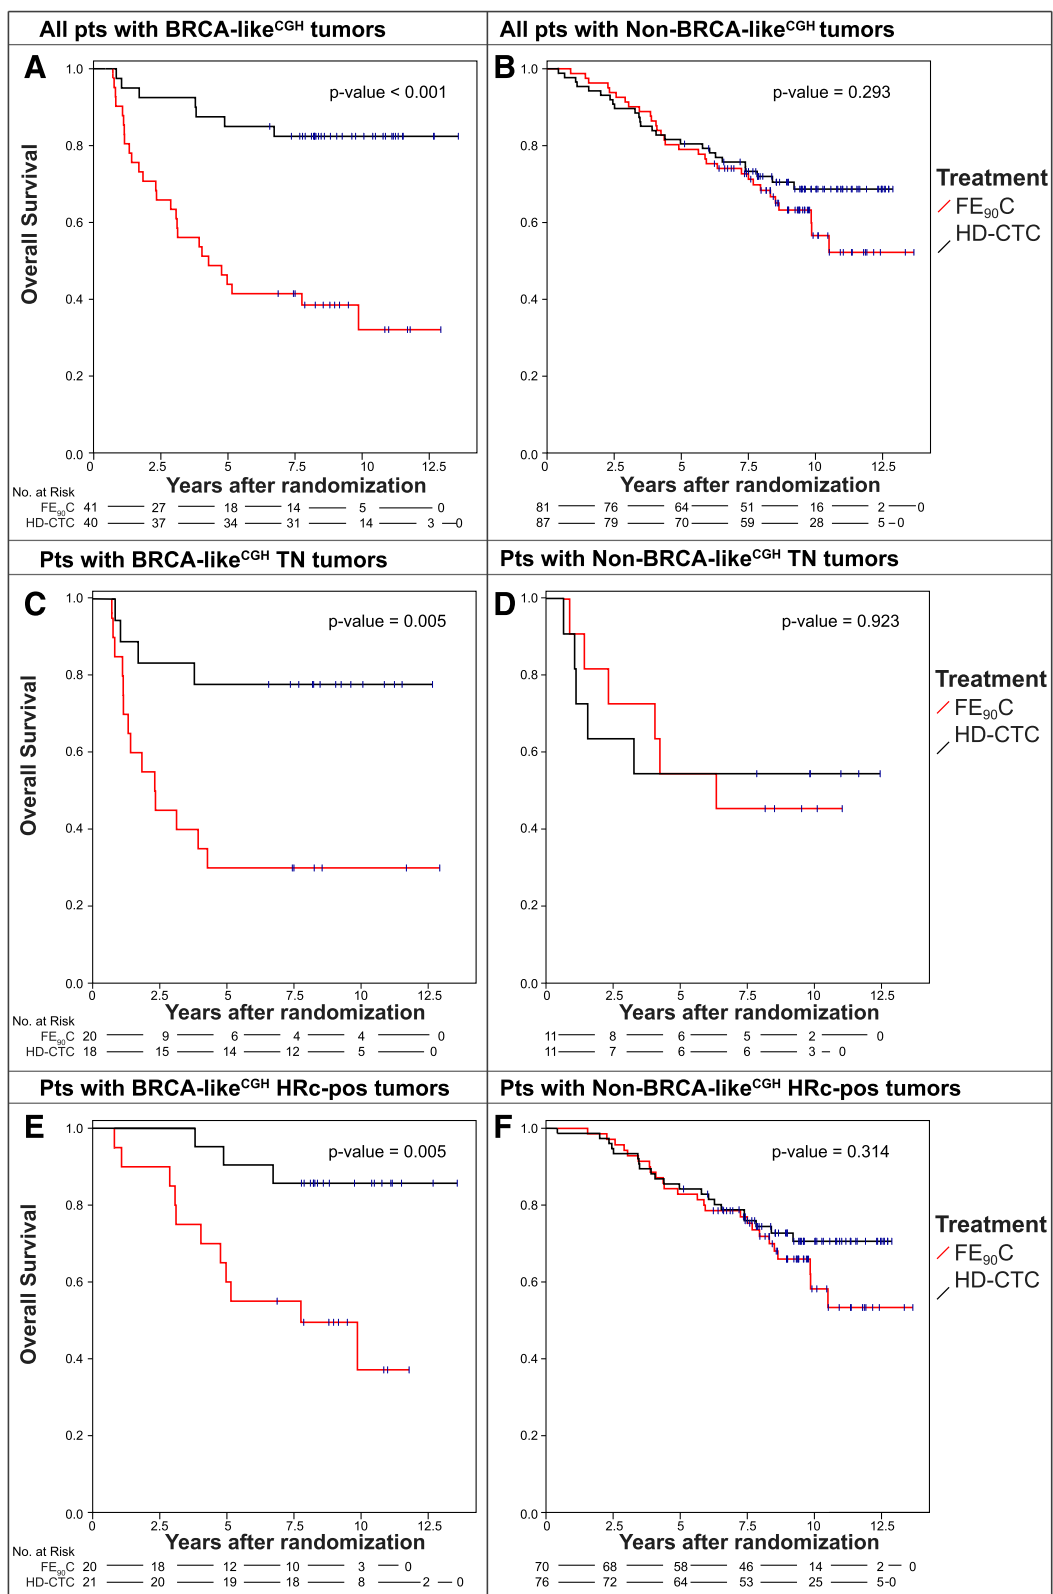 All pts with BRCA-likeCGH tumors
All pts with Non-BRCA-likeCGH tumors
A
p-value < 0.001
Overall Survival
1.0
0.8
0.6
0.4
0.2
0.0
0 2.5 5 7.5 10 12.5
Years after randomization
No. at Risk
FE90C 41 27 18 14 5 0
HD-CTC 40 37 34 31 14 3 0
B
p-value = 0.293
1.0
0.8
0.6
0.4
0.2
0.0
0 2.5 5 7.5 10 12.5
Years after randomization
81 76 64 51 16 2 0
87 79 70 59 28 5 0
Treatment
FE90C
HD-CTC
Pts with BRCA-likeCGH TN tumors
Pts with Non-BRCA-likeCGH TN tumors
C
p-value = 0.005
Overall Survival
1.0
0.8
0.6
0.4
0.2
0.0
0 2.5 5 7.5 10 12.5
Years after randomization
No. at Risk
FE90C 20 9 6 4 4 0
HD-CTC 18 15 14 12 5 0
D
p-value = 0.923
1.0
0.8
0.6
0.4
0.2
0.0
0 2.5 5 7.5 10 12.5
Years after randomization
11 8 6 5 2 0
11 7 6 6 3 0
Treatment
FE90C
HD-CTC
Pts with BRCA-likeCGH HRc-pos tumors
Pts with Non-BRCA-likeCGH HRc-pos tumors
E
p-value = 0.005
Overall Survival
1.0
0.8
0.6
0.4
0.2
0.0
0 2.5 5 7.5 10 12.5
Years after randomization
No. at Risk
FE90C 20 18 12 10 3 0
HD-CTC 21 20 19 18 8 2 0
F
p-value = 0.314
1.0
0.8
0.6
0.4
0.2
0.0
0 2.5 5 7.5 10 12.5
Years after randomization
70 68 58 46 14 2 0
76 72 64 53 25 5 0
Treatment
FE90C
HD-CTC